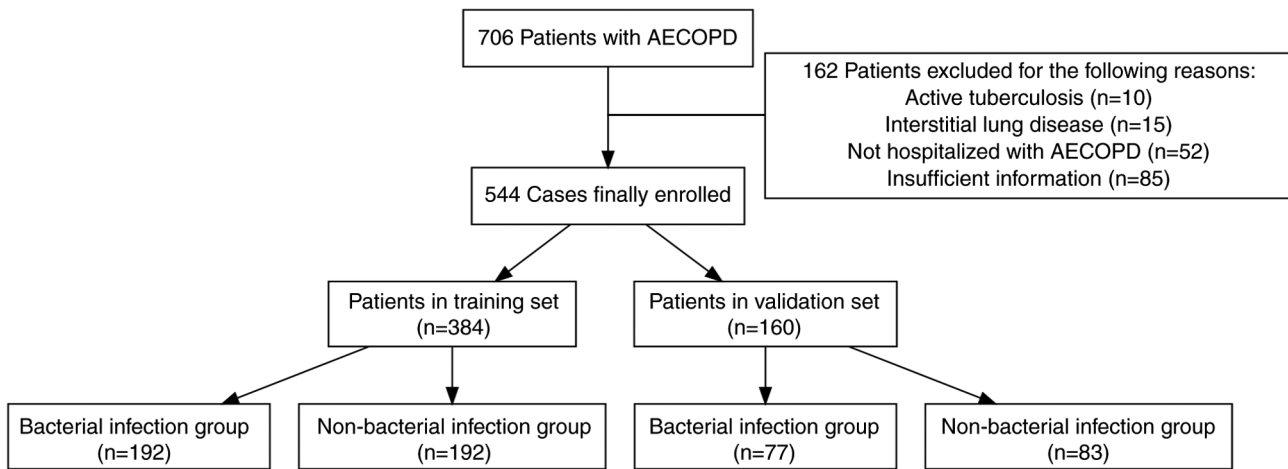 706 Patients with AECOPD
162 Patients excluded for the following reasons:
Active tuberculosis (n=10)
Interstitial lung disease (n=15)
Not hospitalized with AECOPD (n=52)
Insufficient information (n=85)
544 Cases finally enrolled
Patients in training set
(n=384)
Patients in validation set
(n=160)
Bacterial infection group
(n=192)
Non-bacterial infection group
(n=192)
Bacterial infection group
(n=77)
Non-bacterial infection group
(n=83)